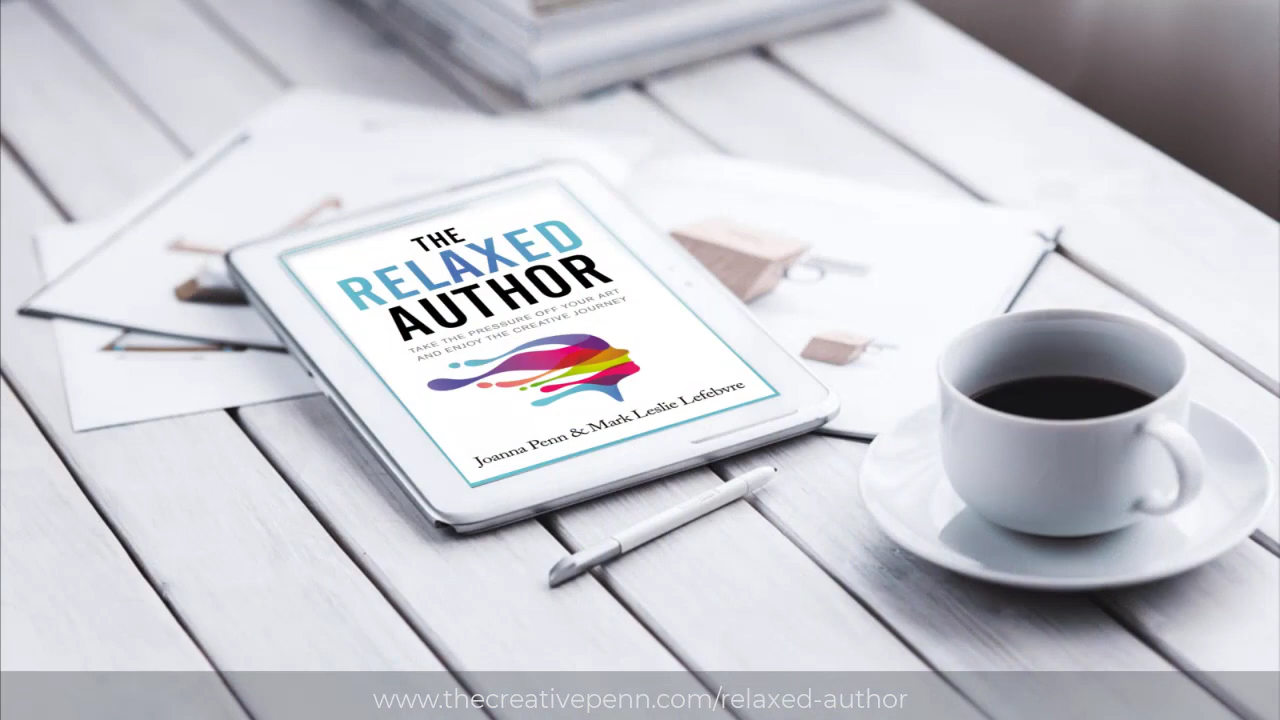 THE
RELAXED
AUTHOR
TAKE THE PRESSURE OFF YOUR ART
AND ENJOY THE CREATIVE JOURNEY
Joanna Penn & Mark Leslie Lefebvre
www.thecreativepenn.com/relaxed-author